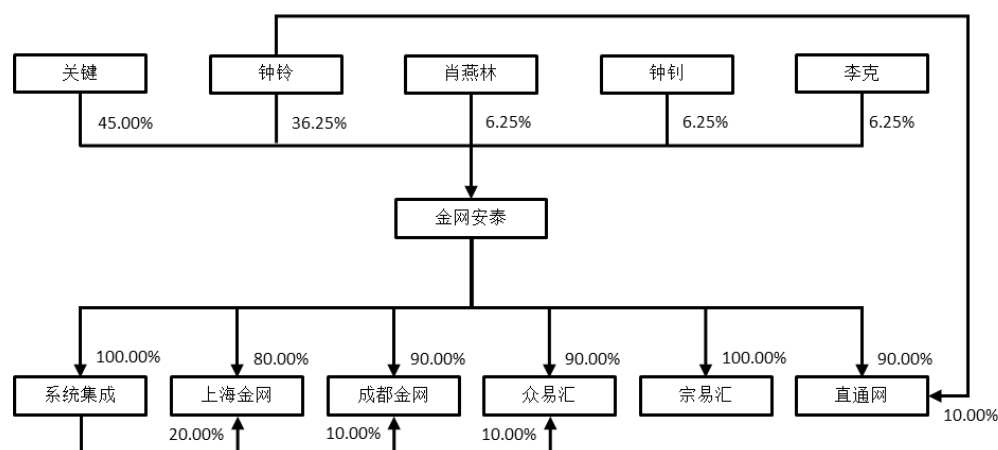 关键
钟铃
肖燕林
钟钊
李克
45.00%
36.25%
6.25%
6.25%
6.25%
金网安泰
100.00%
80.00%
90.00%
90.00%
100.00%
90.00%
系统集成
上海金网
成都金网
众易汇
宗易汇
直通网
20.00%
10.00%
10.00%
10.00%